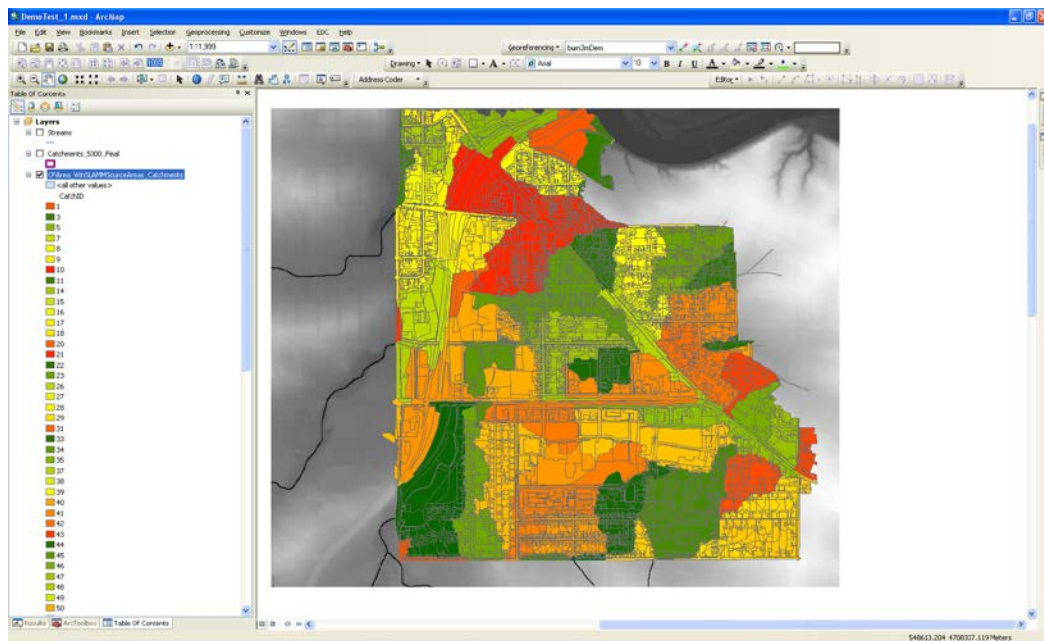 DemoTest_1.mxd - ArcMap
File Edit View Bookmarks Insert Selection Geoprocessing Customize Windows EDC Help
1:11,999
Georeferencing burn3mDem
100%
Drawing A Arial 10 B I U A
Address Coder
Editor
Table Of Contents
Layers
Streams
Catchments_5000_Final
<all other values>
CatchID
1
3
5
7
8
9
10
11
14
15
16
17
18
20
21
22
23
26
27
28
29
31
33
34
35
37
38
39
40
41
42
43
44
45
46
47
48
49
50
Results ArcToolbox Table Of Contents
548613.204 4708337.119 Meters